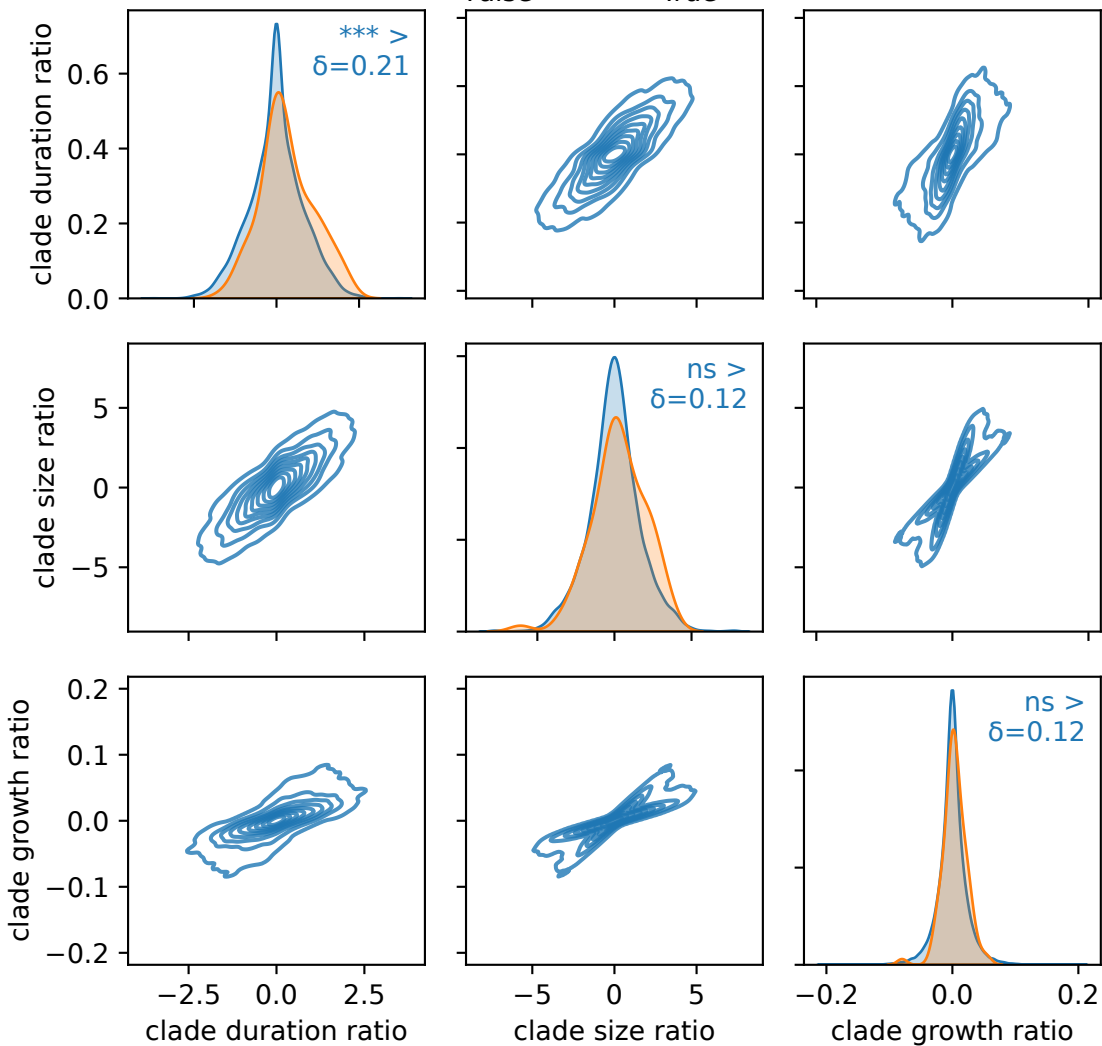 *** >
δ=0.21
clade duration ratio
0.6
0.4
0.2
0.0
ns >
δ=0.12
clade size ratio
5
0
−5
ns >
δ=0.12
clade growth ratio
0.2
0.1
0.0
−0.1
−0.2
−2.5 0.0 2.5
−5 0 5
−0.2 0.0 0.2
clade duration ratio
clade size ratio
clade growth ratio